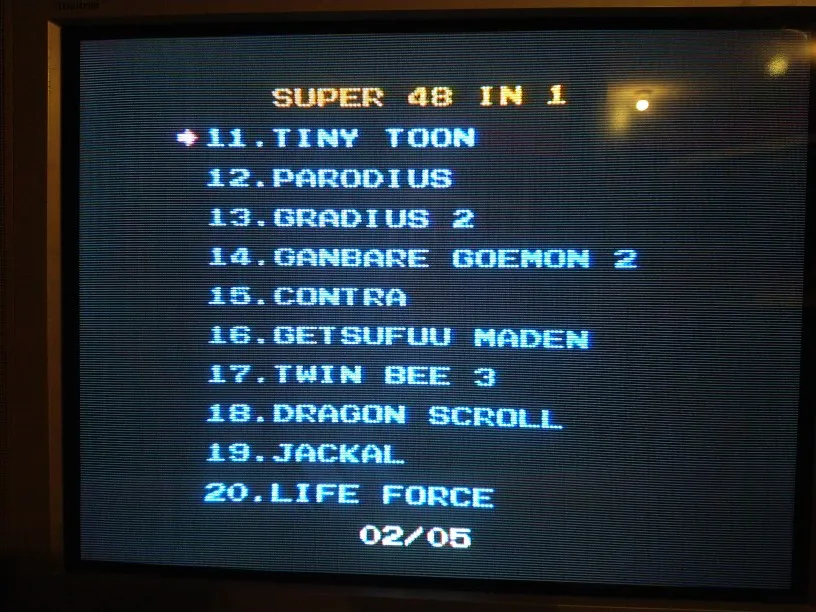 SUPER 48 IN 1
11.TINY TOON
12.PARODIUS
13.GRADIUS 2
14.GANBARE GOEMON 2
15.CONTRA
16.GETSUFUU MADEN
17.TWIN BEE 3
18.DRAGON SCROLL
19.JACKAL
20.LIFE FORCE
02/05